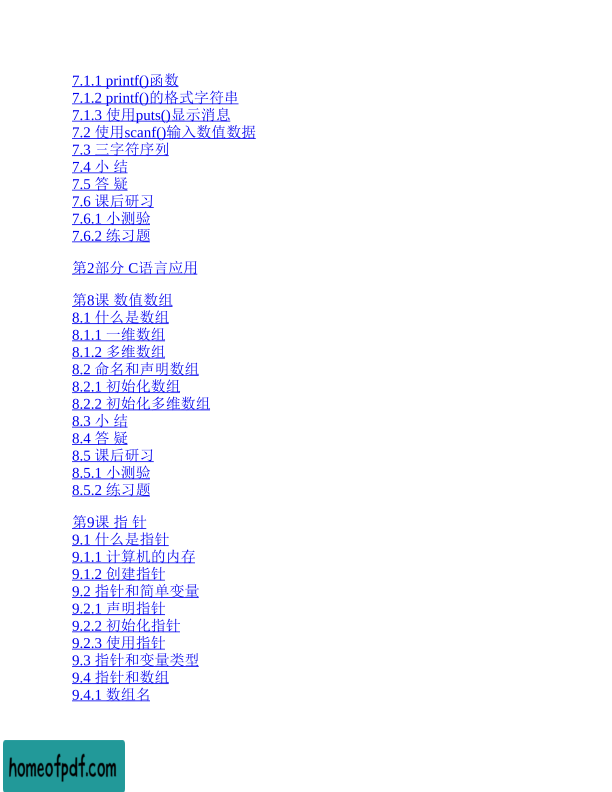 7.1.1 printf()函数
7.1.2 printf()的格式字符串
7.1.3 使用puts()显示消息
7.2 使用scanf()输入数值数据
7.3 三字符序列
7.4 小 结
7.5 答 疑
7.6 课后研习
7.6.1 小测验
7.6.2 练习题
第2部分 C语言应用
第8课 数值数组
8.1 什么是数组
8.1.1 一维数组
8.1.2 多维数组
8.2 命名和声明数组
8.2.1 初始化数组
8.2.2 初始化多维数组
8.3 小 结
8.4 答 疑
8.5 课后研习
8.5.1 小测验
8.5.2 练习题
第9课 指 针
9.1 什么是指针
9.1.1 计算机的内存
9.1.2 创建指针
9.2 指针和简单变量
9.2.1 声明指针
9.2.2 初始化指针
9.2.3 使用指针
9.3 指针和变量类型
9.4 指针和数组
9.4.1 数组名
homeofpdf.com